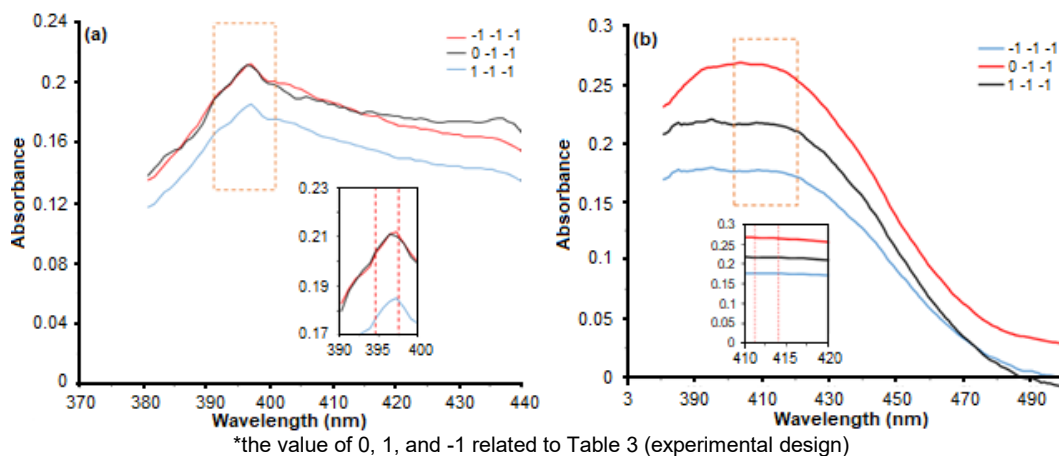 (a)
Absorbance
0.24
0.2
0.16
0.12
0.08
0.04
0
-1 -1 -1
0 -1 -1
1 -1 -1
0.23
0.21
0.19
0.17
390 395 400
370 380 390 400 410 420 430 440
Wavelength (nm)
(b)
Absorbance
0.3
0.25
0.2
0.15
0.1
0.05
0
-1 -1 -1
0 -1 -1
1 -1 -1
0.3
0.25
0.2
0.15
0.1
0.05
0
410 415 420
3 390 410 430 450 470 490
Wavelength (nm)
*the value of 0, 1, and -1 related to Table 3 (experimental design)